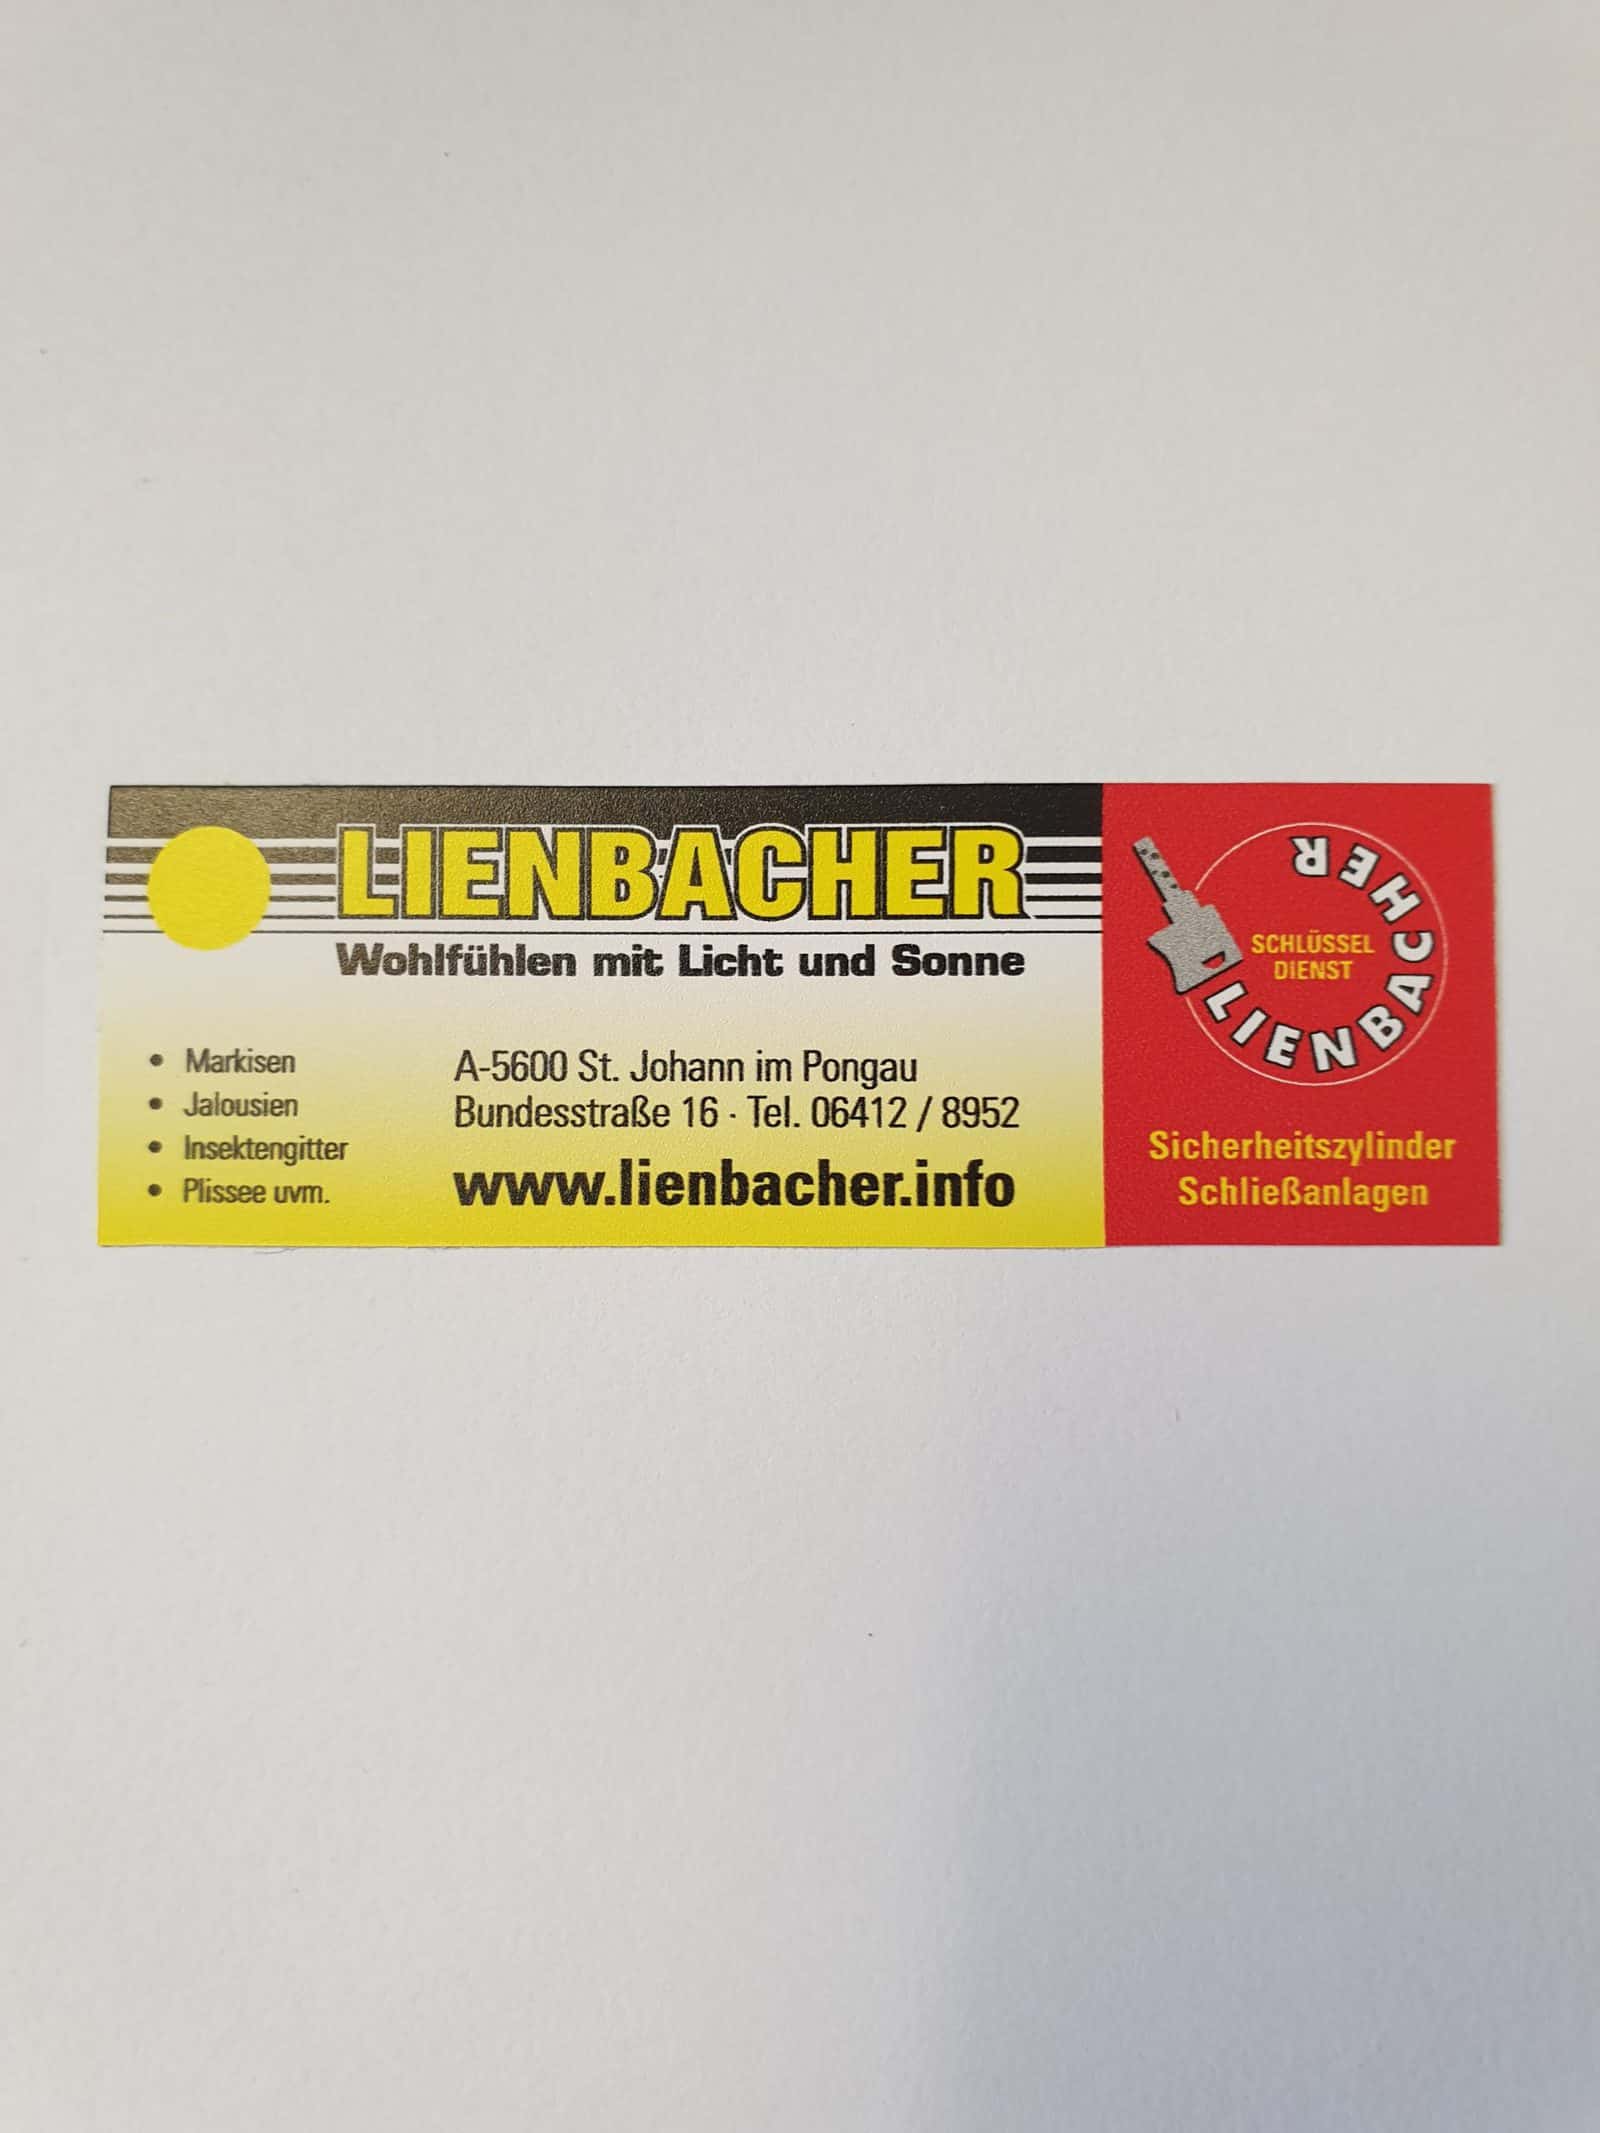 LIENBACHER
Wohlfühlen mit Licht und Sonne
• Markisen
• Jalousien
• Insektengitter
• Plissee uvm.
A-5600 St. Johann im Pongau
Bundesstraße 16 · Tel. 06412 / 8952
www.lienbacher.info
SCHLÜSSEL
DIENST
LIENBACHER
Sicherheitszylinder
Schließanlagen